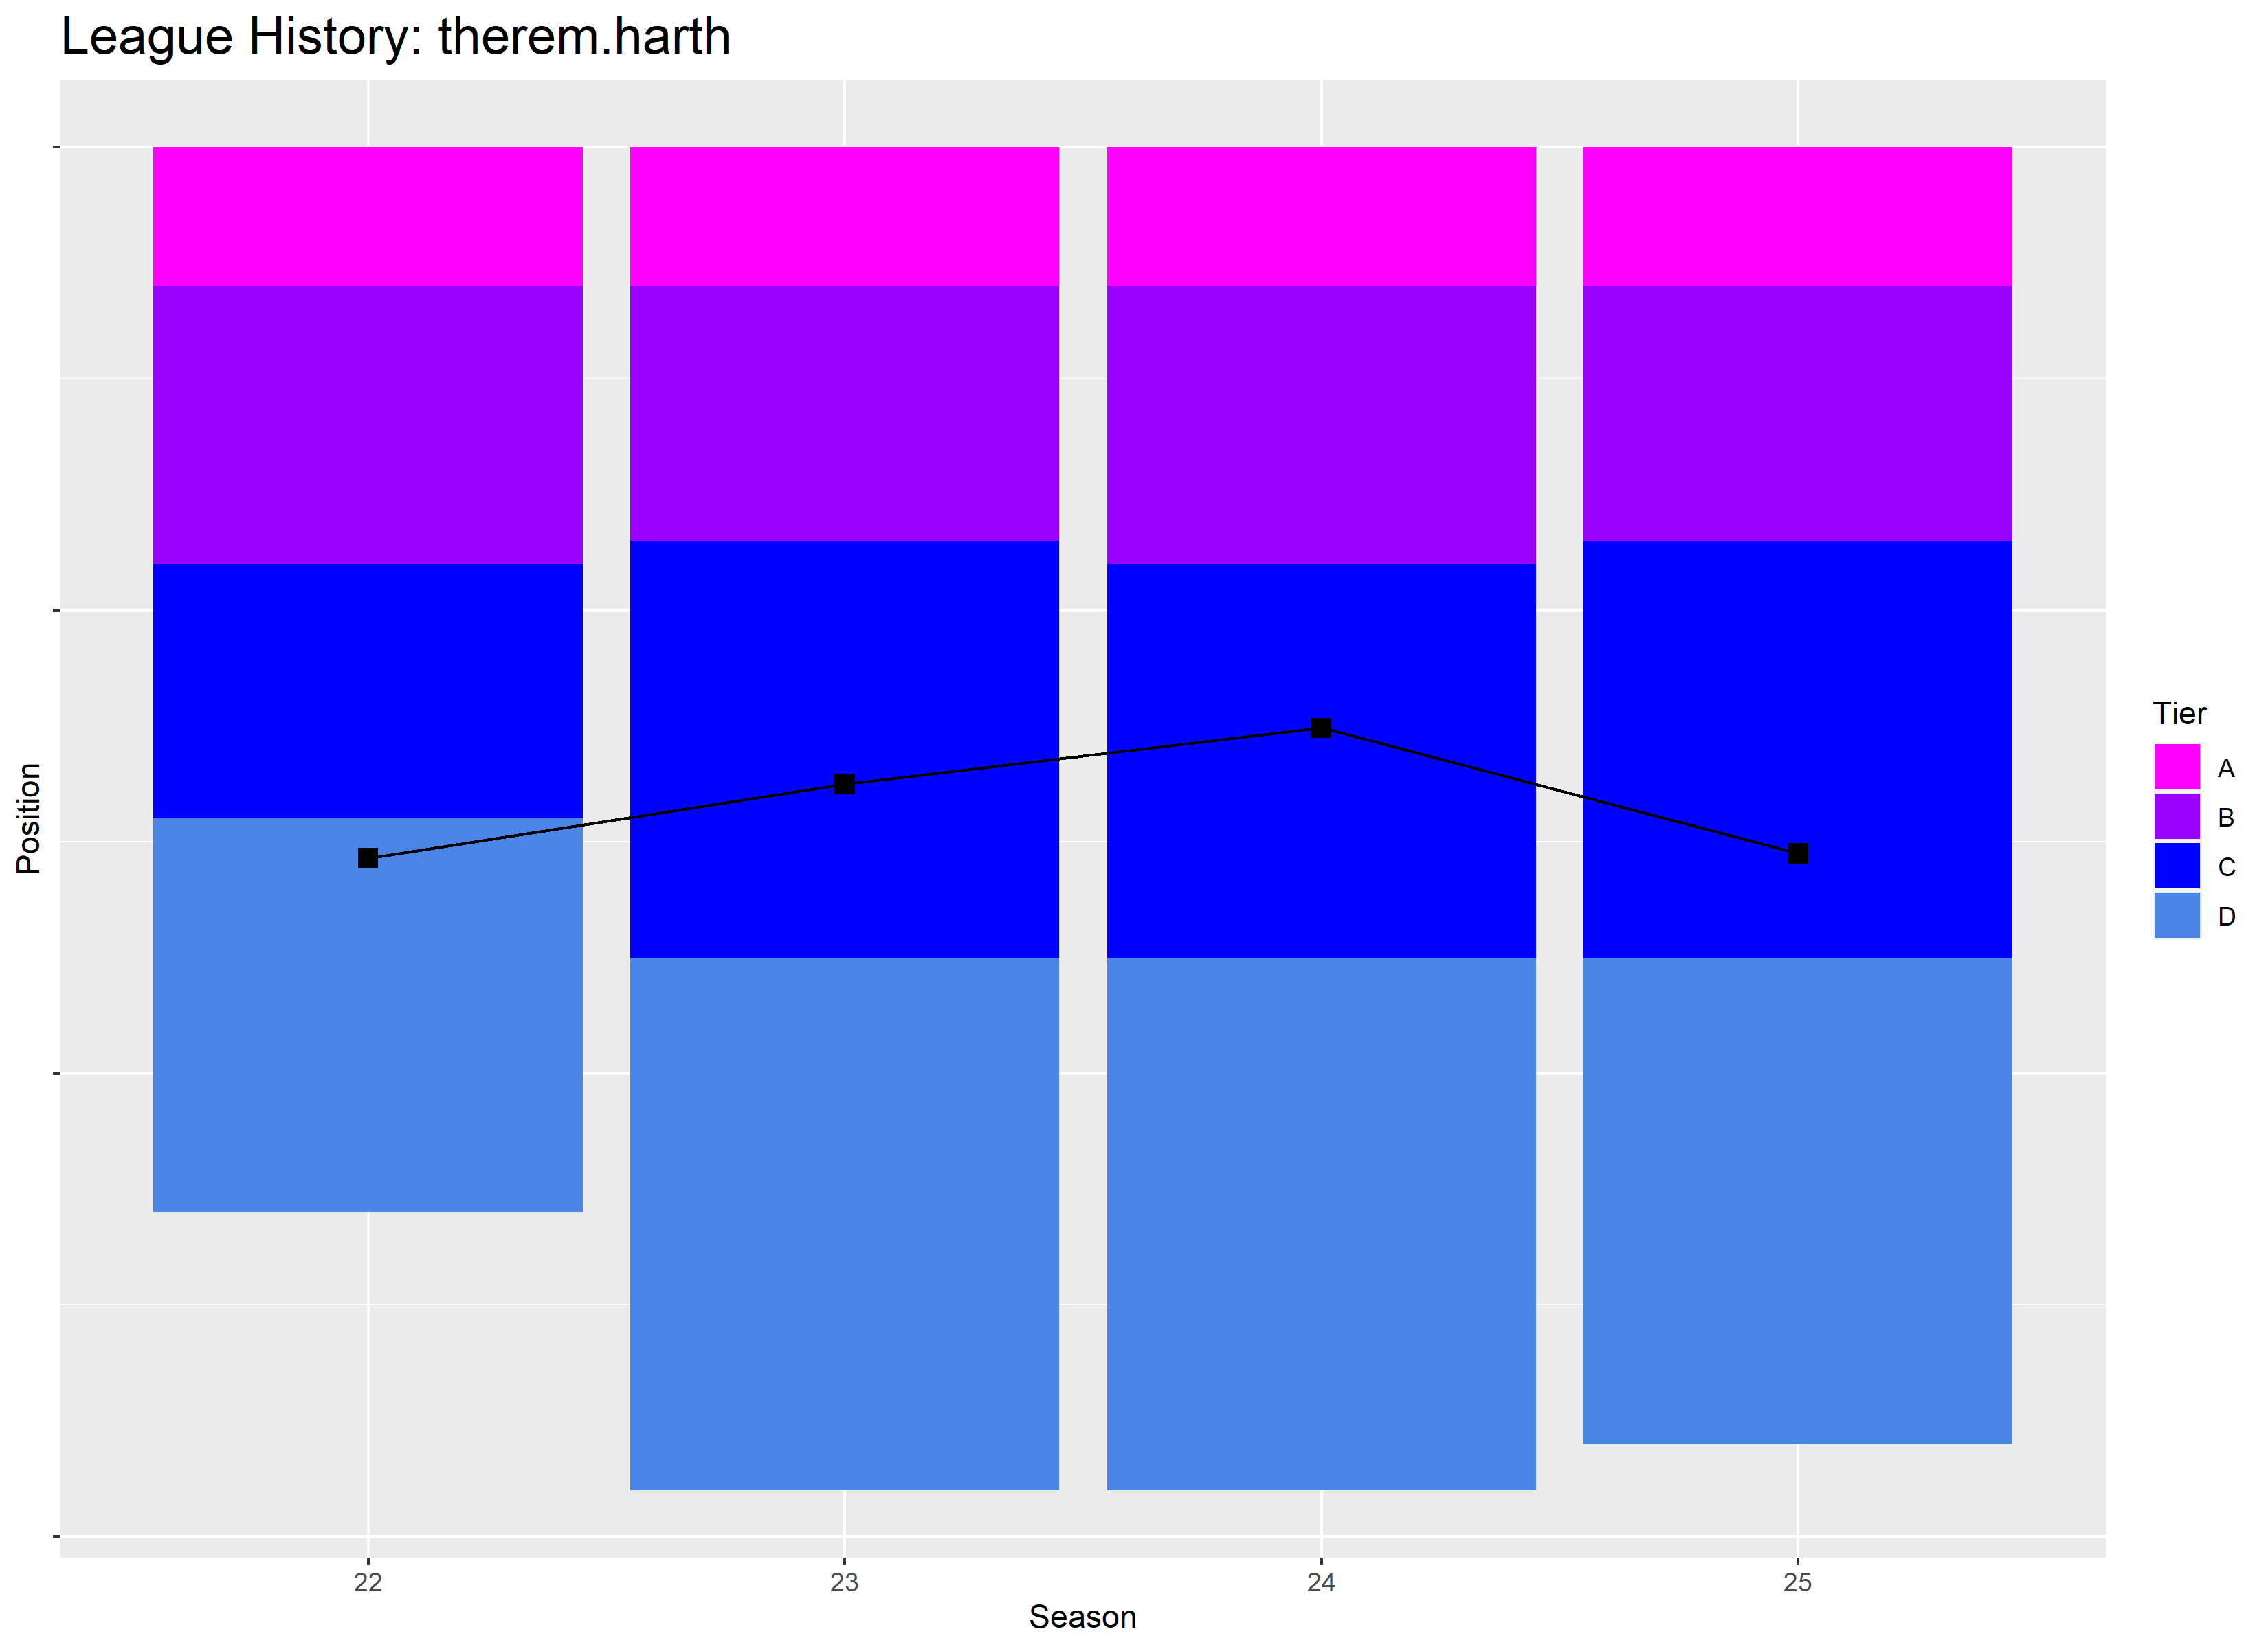 League History: therem.harth
Position
Tier
A
B
C
D
22
23
24
25
Season